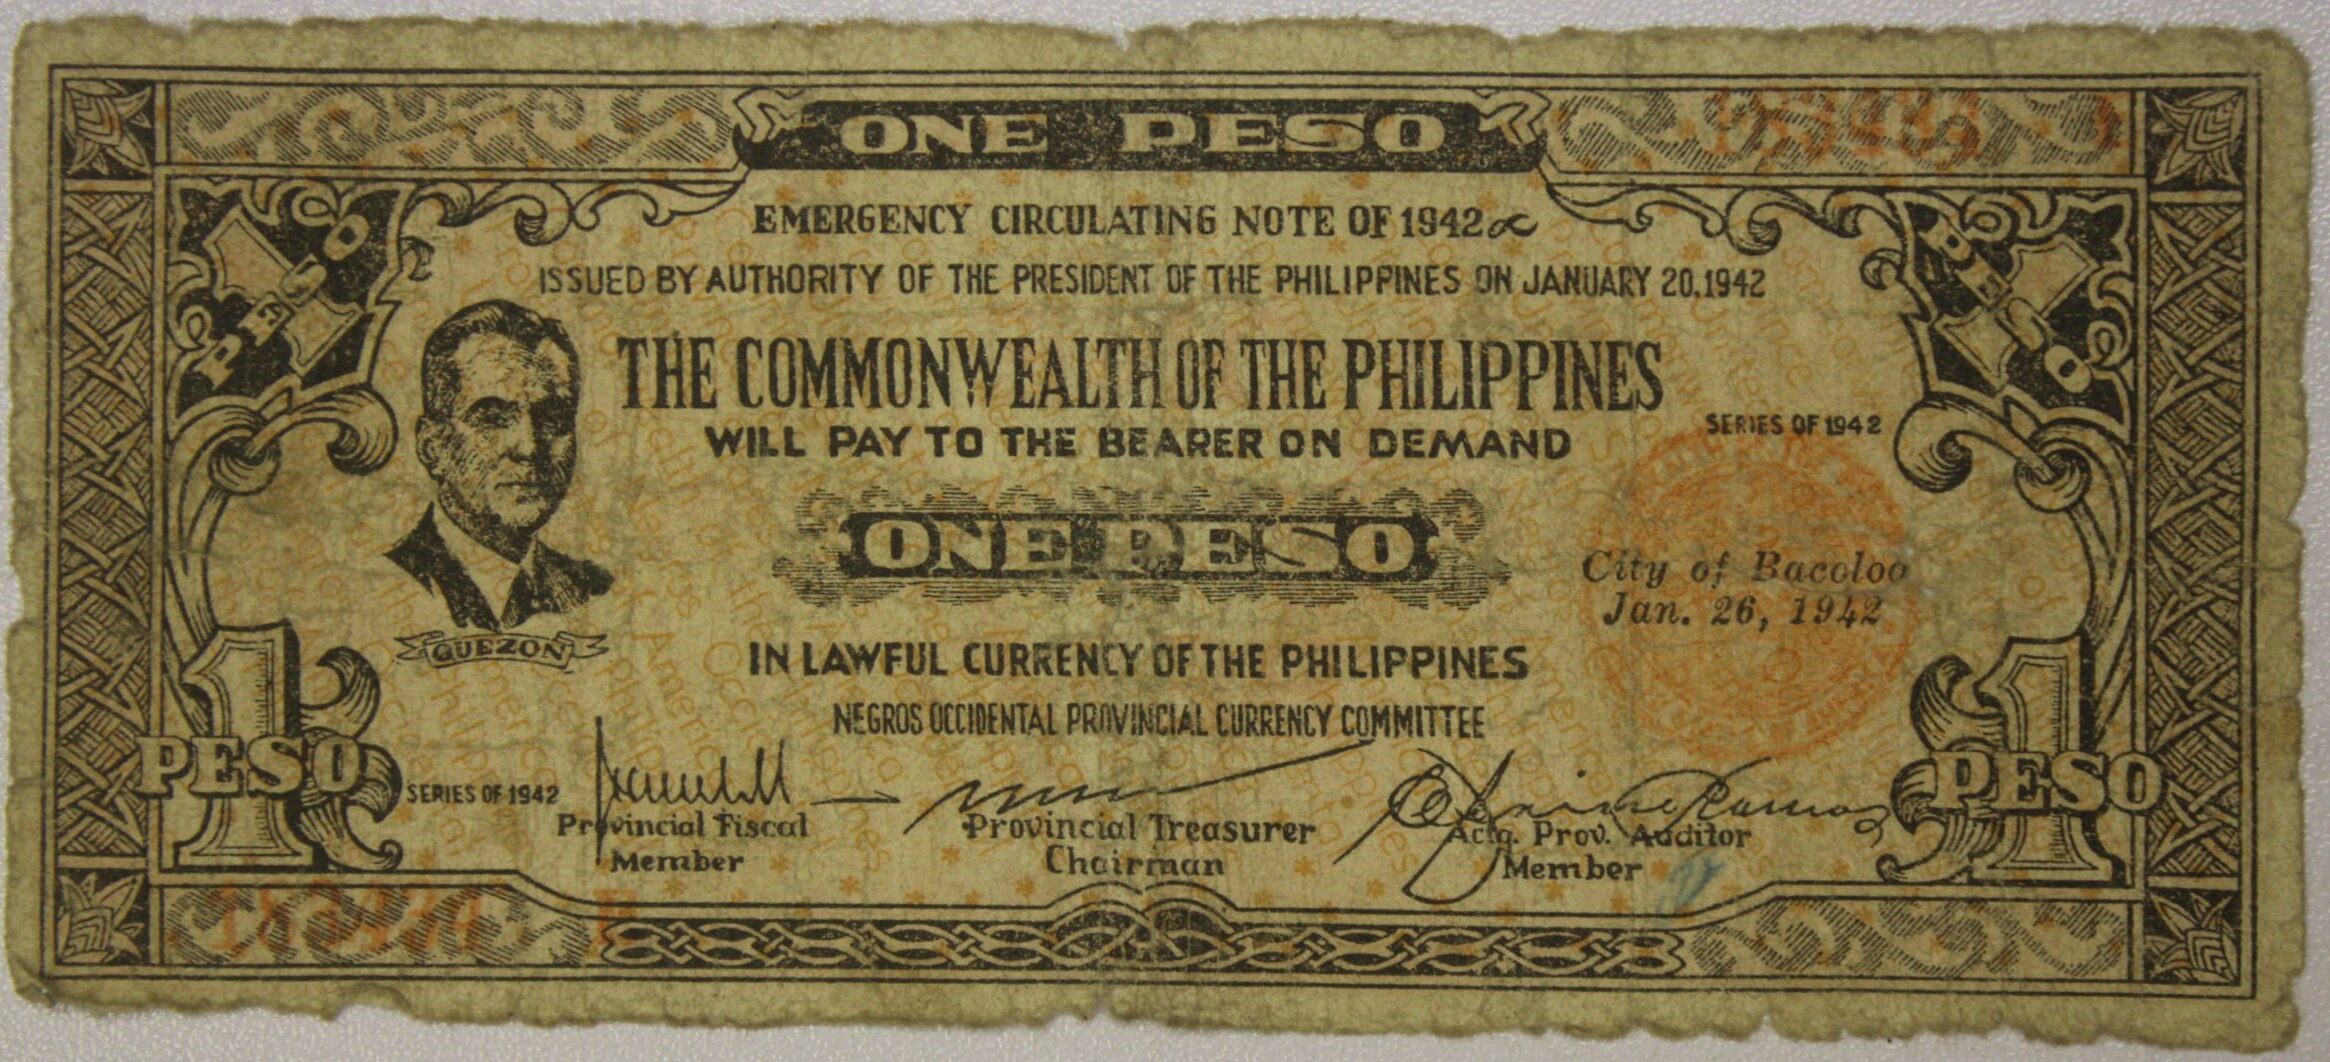 ONE PESO
EMERGENCY CIRCULATING NOTE OF 1942
ISSUED BY AUTHORITY OF THE PRESIDENT OF THE PHILIPPINES ON JANUARY 20, 1942
PESO
PESO
THE COMMONWEALTH OF THE PHILIPPINES
SERIES OF 1942
WILL PAY TO THE BEARER ON DEMAND
ONE PESO
City of Bacolod
Jan. 26, 1942
QUEZON
IN LAWFUL CURRENCY OF THE PHILIPPINES
NEGROS OCCIDENTAL PROVINCIAL CURRENCY COMMITTEE
1 PESO
1 PESO
SERIES OF 1942
Provincial Fiscal
Member
Provincial Treasurer
Chairman
Actg. Prov. Auditor
Member